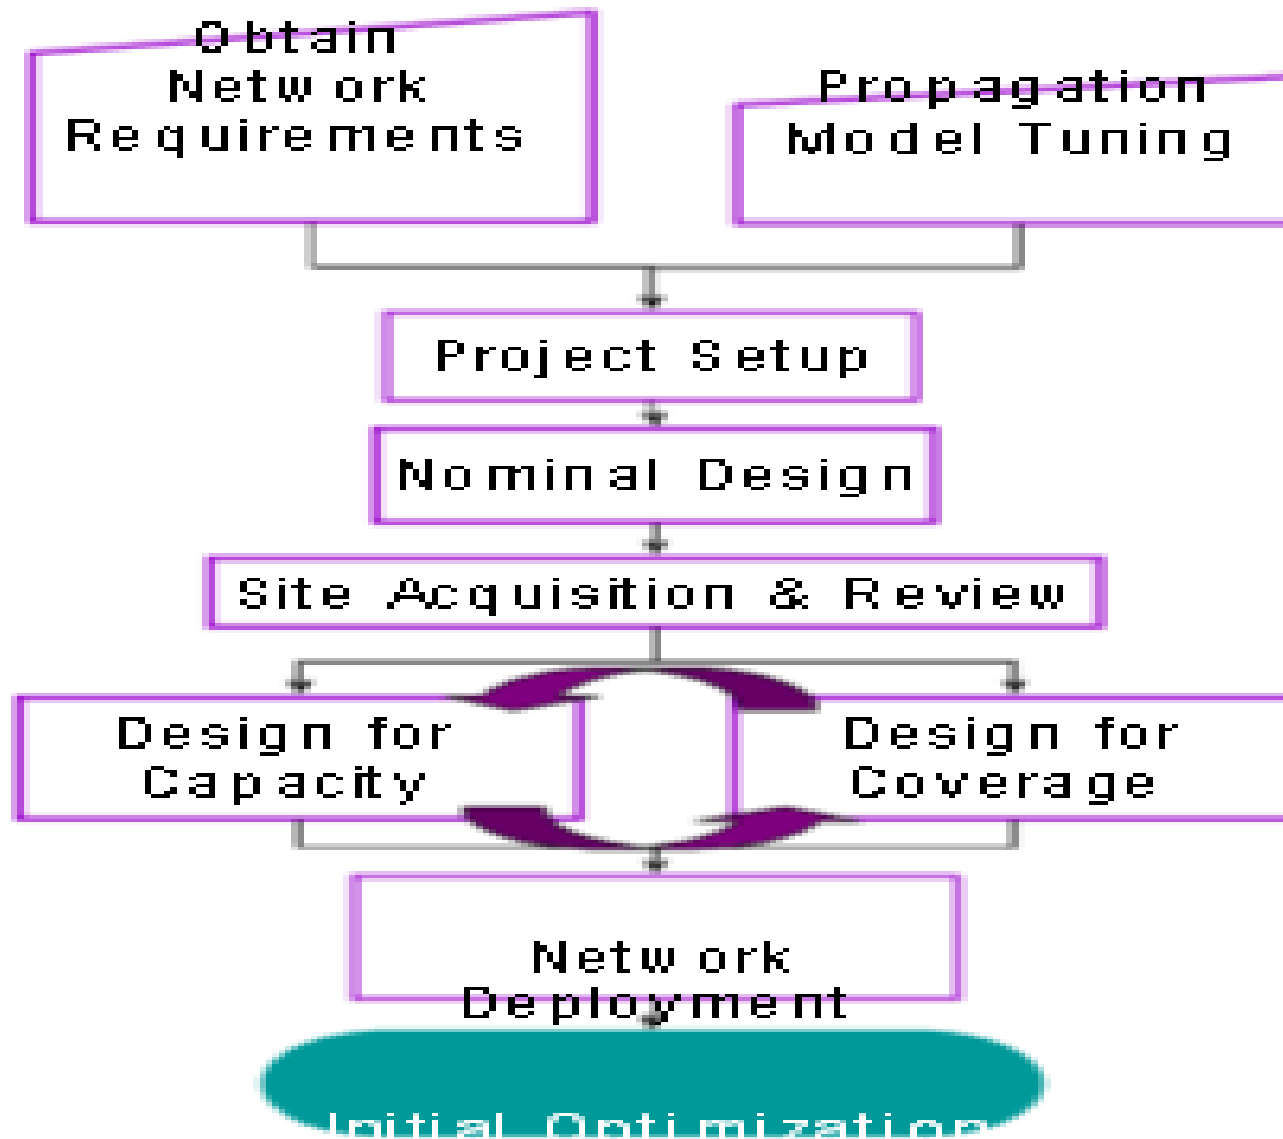 Obtain
Network
Requirements
Propagation
Model Tuning
Project Setup
Nominal Design
Site Acquisition & Review
Design for
Capacity
Design for
Coverage
Network
Deployment
Initial Optimization